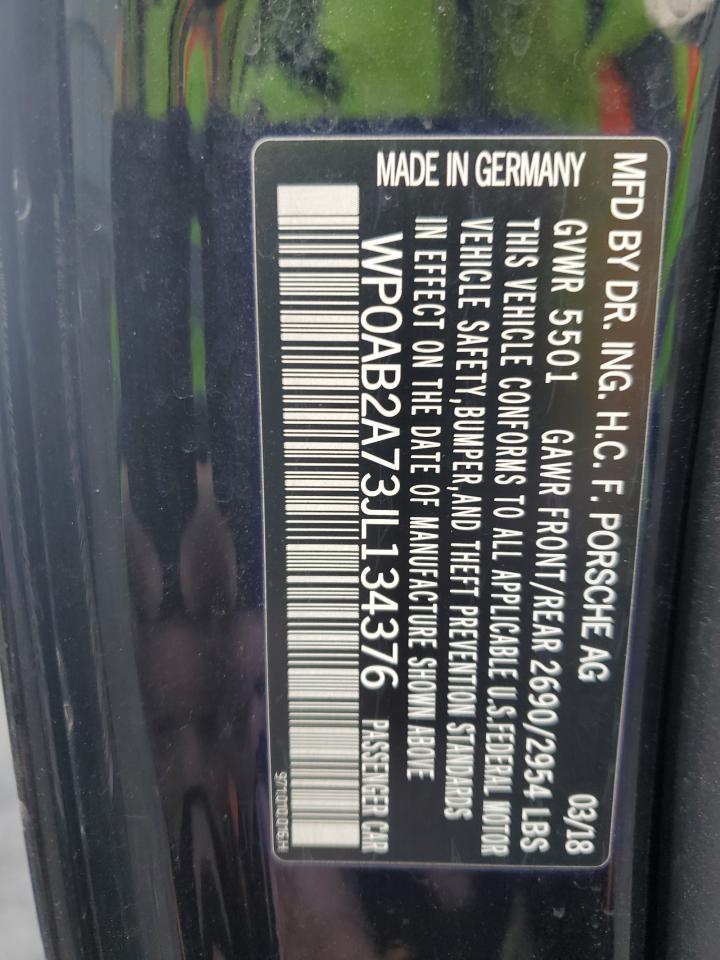 MFD BY DR. ING. H.C. F. PORSCHE AG
03/18
GVWR 5501 GAWR FRONT/REAR 2690/2954 LBS
THIS VEHICLE CONFORMS TO ALL APPLICABLE U.S.FEDERAL MOTOR
VEHICLE SAFETY,BUMPER,AND THEFT PREVENTION STANDARDS
IN EFFECT ON THE DATE OF MANUFACTURE SHOWN ABOVE
MADE IN GERMANY
WP0AB2A73JL134376 PASSENGER CAR